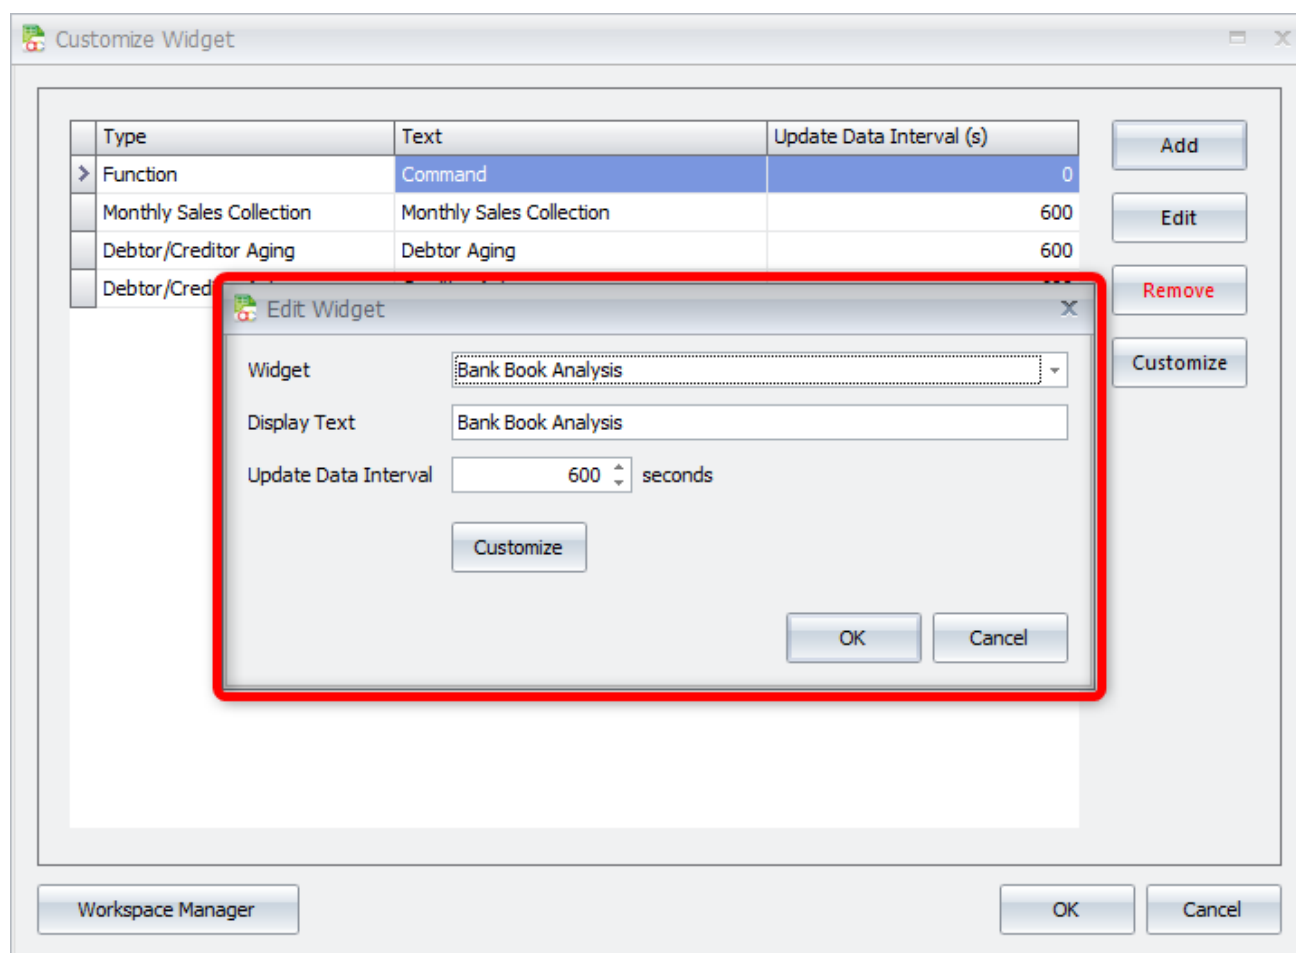 Customize Widget
Type Text Update Data Interval (s)
Function Command 0
Monthly Sales Collection Monthly Sales Collection 600
Debtor/Creditor Aging Debtor Aging 600
Add
Edit
Remove
Customize
Edit Widget
Widget Bank Book Analysis
Display Text Bank Book Analysis
Update Data Interval 600 seconds
Customize
OK Cancel
Workspace Manager OK Cancel